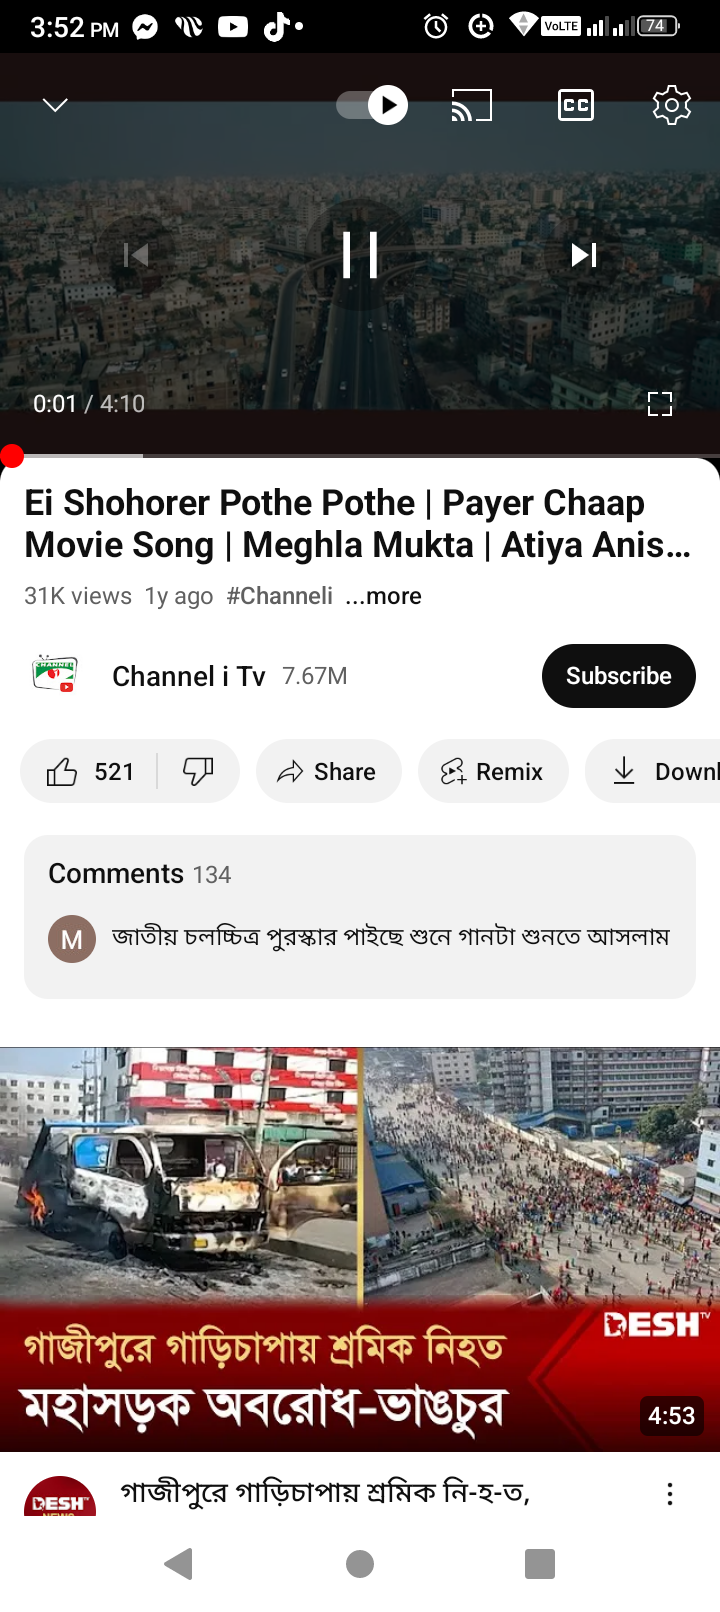 3:52 PM
VoLTE
74
CC
0:01 / 4:10
Ei Shohorer Pothe Pothe | Payer Chaap
Movie Song | Meghla Mukta | Atiya Anis...
31K views 1y ago #Channeli ...more
CHANNEL
Channel i Tv 7.67M
Subscribe
521
Share
Remix
Downl
Comments 134
M
জাতীয় চলচ্চিত্র পুরস্কার পাইছে শুনে গানটা শুনতে আসলাম
DESH TV
গাজীপুরে গাড়িচাপায় শ্রমিক নিহত
মহাসড়ক অবরোধ-ভাঙচুর
4:53
DESH TV
NEWS
গাজীপুরে গাড়িচাপায় শ্রমিক নি-হ-ত,